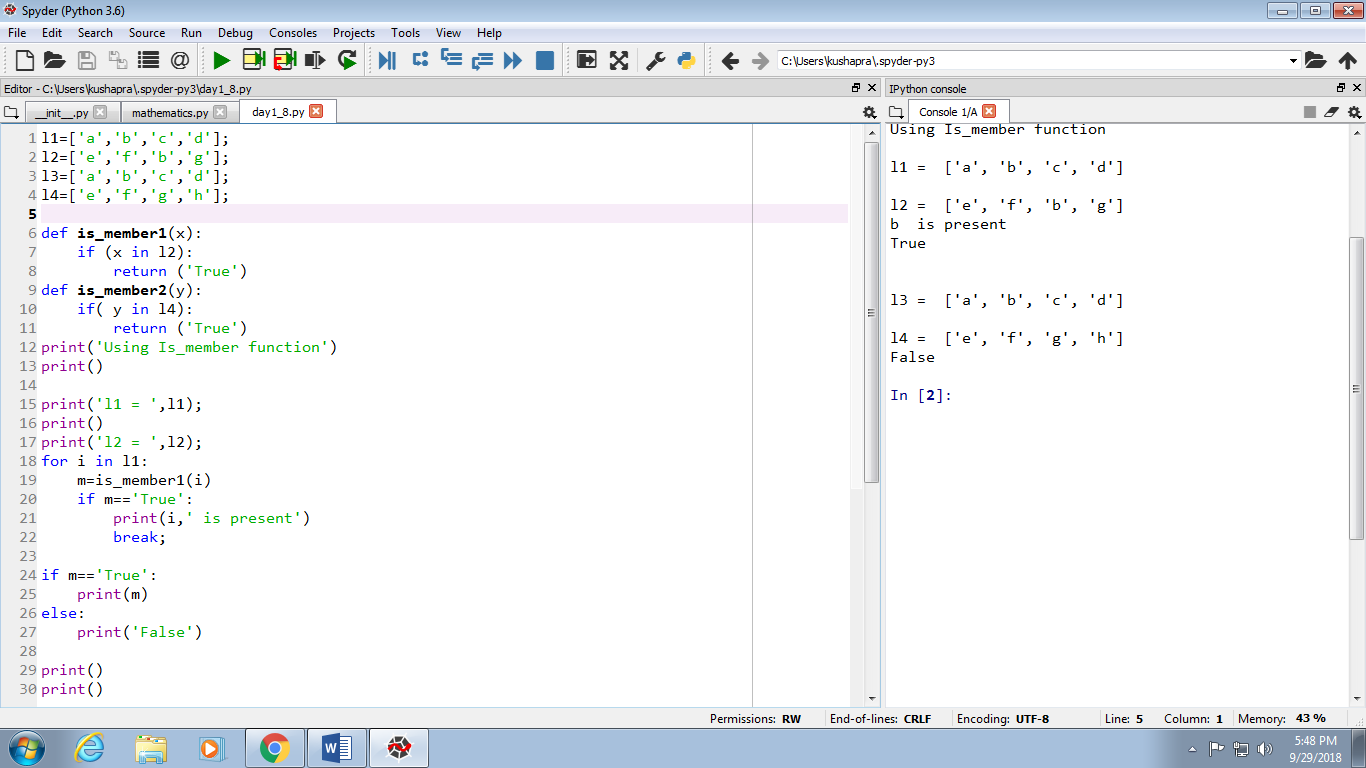 Spyder (Python 3.6)
File Edit Search Source Run Debug Consoles Projects Tools View Help
C:\Users\kushapra\.spyder-py3
Editor - C:\Users\kushapra\.spyder-py3\day1_8.py
__init__.py mathematics.py day1_8.py
1 l1=['a','b','c','d'];
2 l2=['e','f','b','g'];
3 l3=['a','b','c','d'];
4 l4=['e','f','g','h'];
5
6 def is_member1(x):
7     if (x in l2):
8         return ('True')
9 def is_member2(y):
10     if( y in l4):
11         return ('True')
12 print('Using Is_member function')
13 print()
14
15 print('l1 = ',l1);
16 print()
17 print('l2 = ',l2);
18 for i in l1:
19     m=is_member1(i)
20     if m=='True':
21         print(i,' is present')
22         break;
23
24 if m=='True':
25     print(m)
26 else:
27     print('False')
28
29 print()
30 print()
IPython console
Console 1/A
Using Is_member function
l1 =  ['a', 'b', 'c', 'd']
l2 =  ['e', 'f', 'b', 'g']
b  is present
True
l3 =  ['a', 'b', 'c', 'd']
l4 =  ['e', 'f', 'g', 'h']
False
In [2]:
Permissions: RW End-of-lines: CRLF Encoding: UTF-8 Line: 5 Column: 1 Memory: 43 %
5:48 PM
9/29/2018